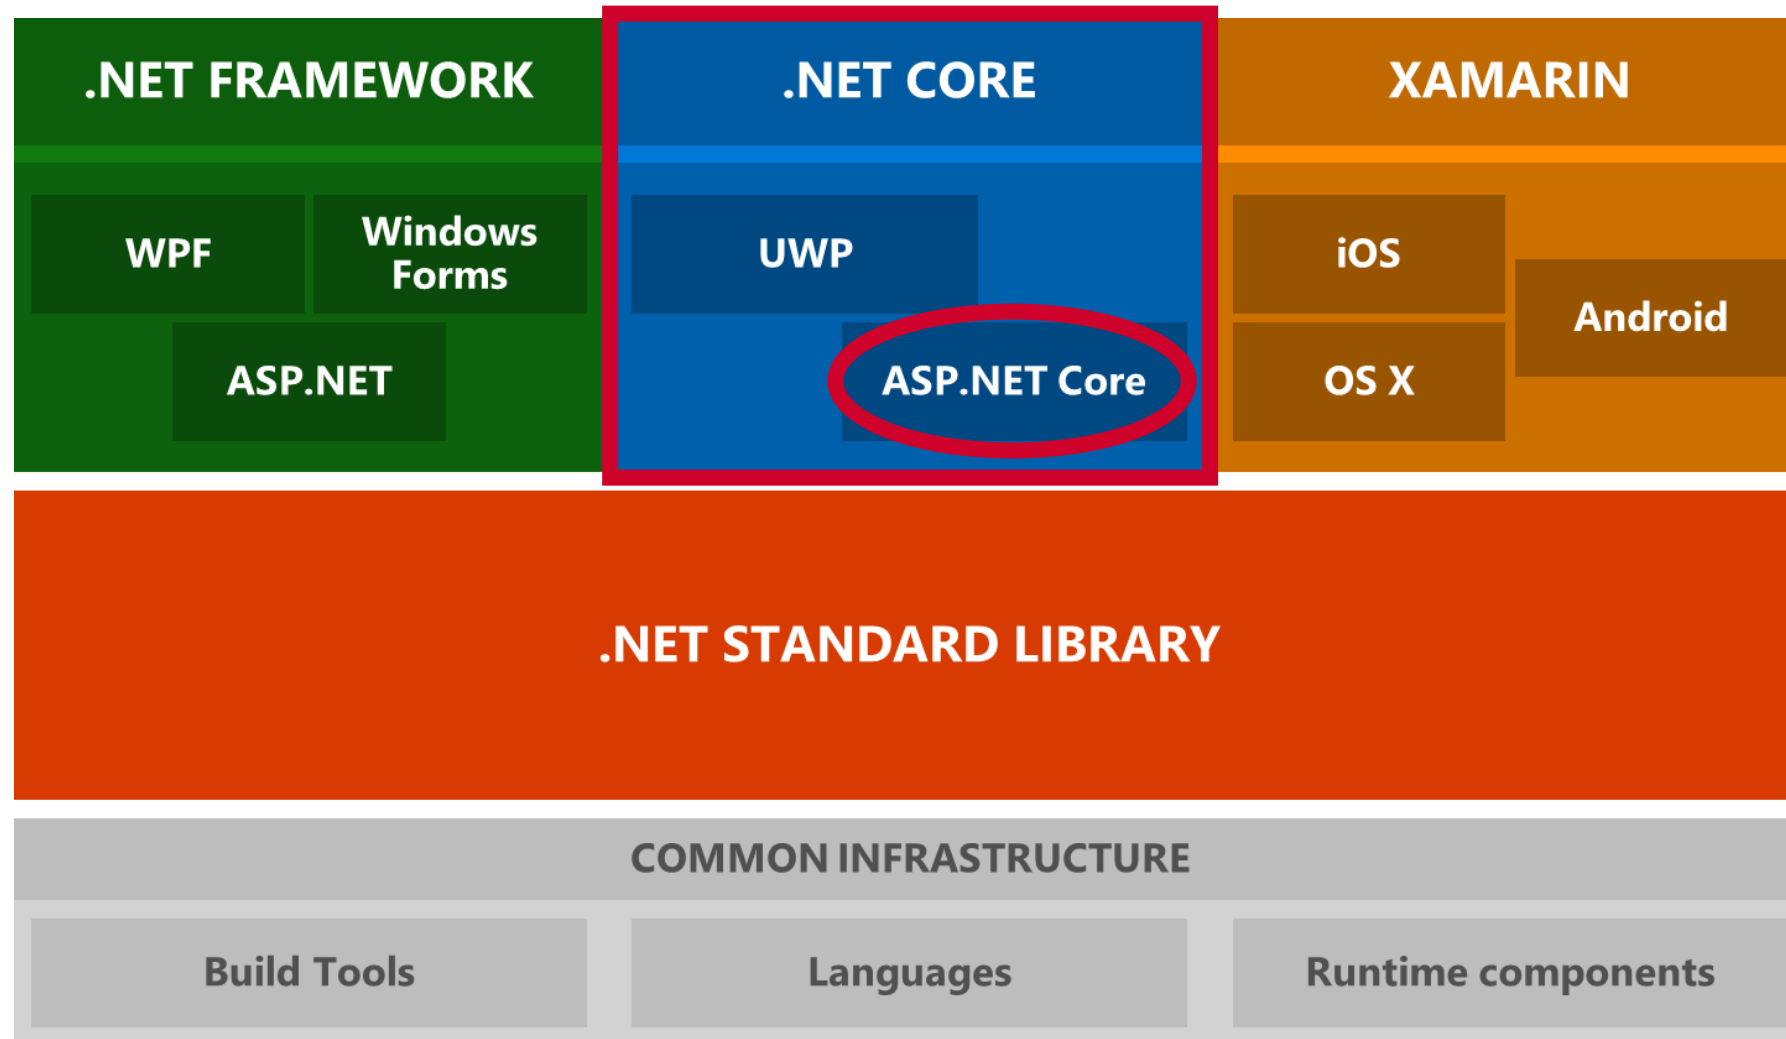 .NET FRAMEWORK
.NET CORE
XAMARIN
WPF
Windows
Forms
ASP.NET
UWP
ASP.NET Core
iOS
Android
OS X
.NET STANDARD LIBRARY
COMMON INFRASTRUCTURE
Build Tools
Languages
Runtime components